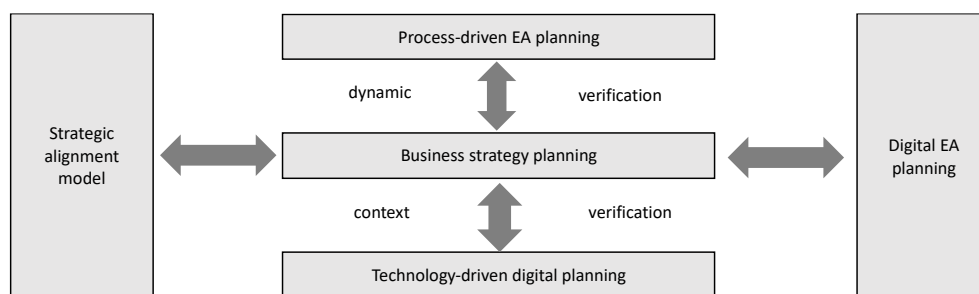 Process-driven EA planning
dynamic
verification
Strategic
alignment
model
Business strategy planning
Digital EA
planning
context
verification
Technology-driven digital planning